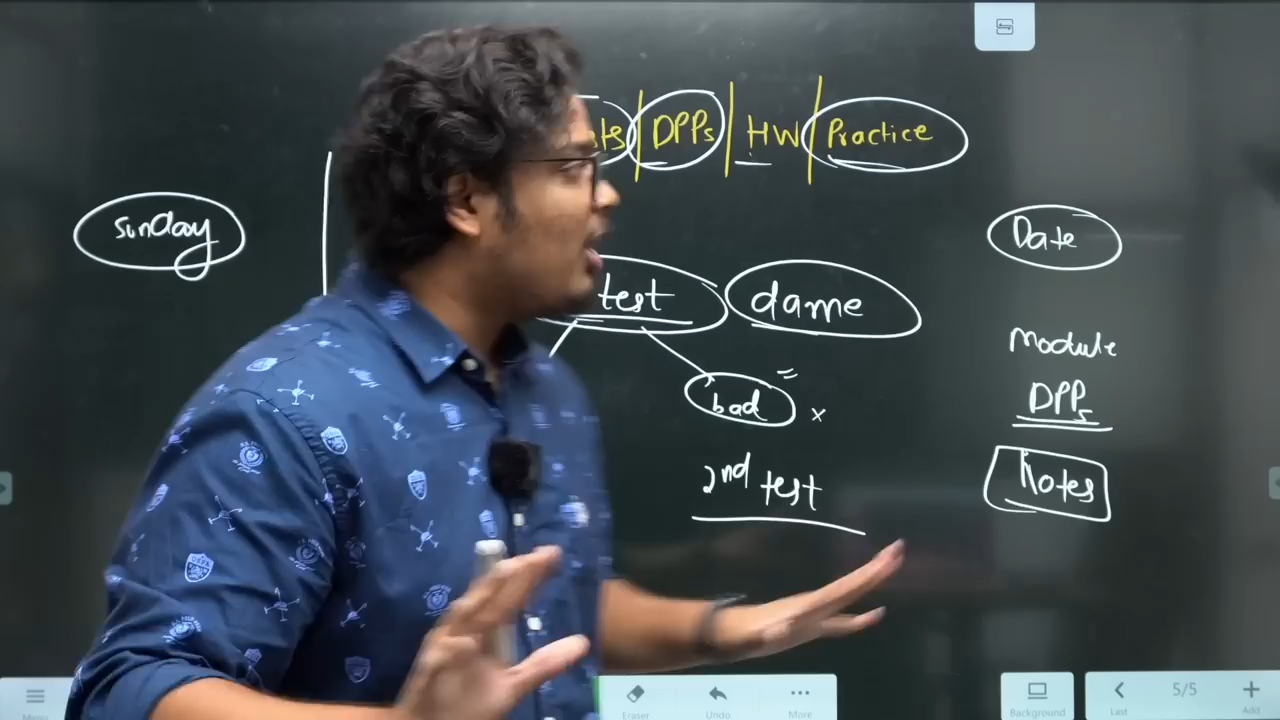 DPPs HW Practice
Sunday
Date
test dame
Module
bad x
DPPs
2nd test
Notes
Eraser Undo More
Background
Last 5/5 Add